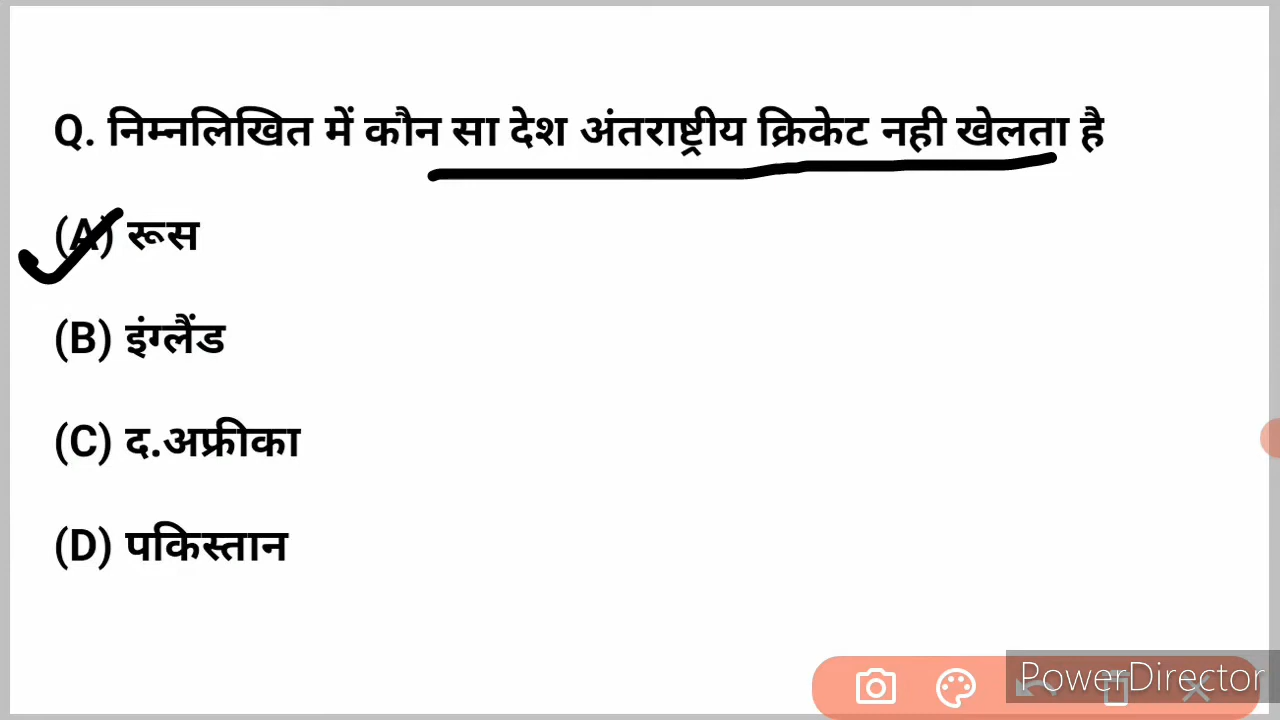 Q. निम्नलिखित में कौन सा देश अंतराष्ट्रीय क्रिकेट नही खेलता है
(A) रूस
(B) इंग्लैंड
(C) द.अफ्रीका
(D) पकिस्तान
PowerDirector